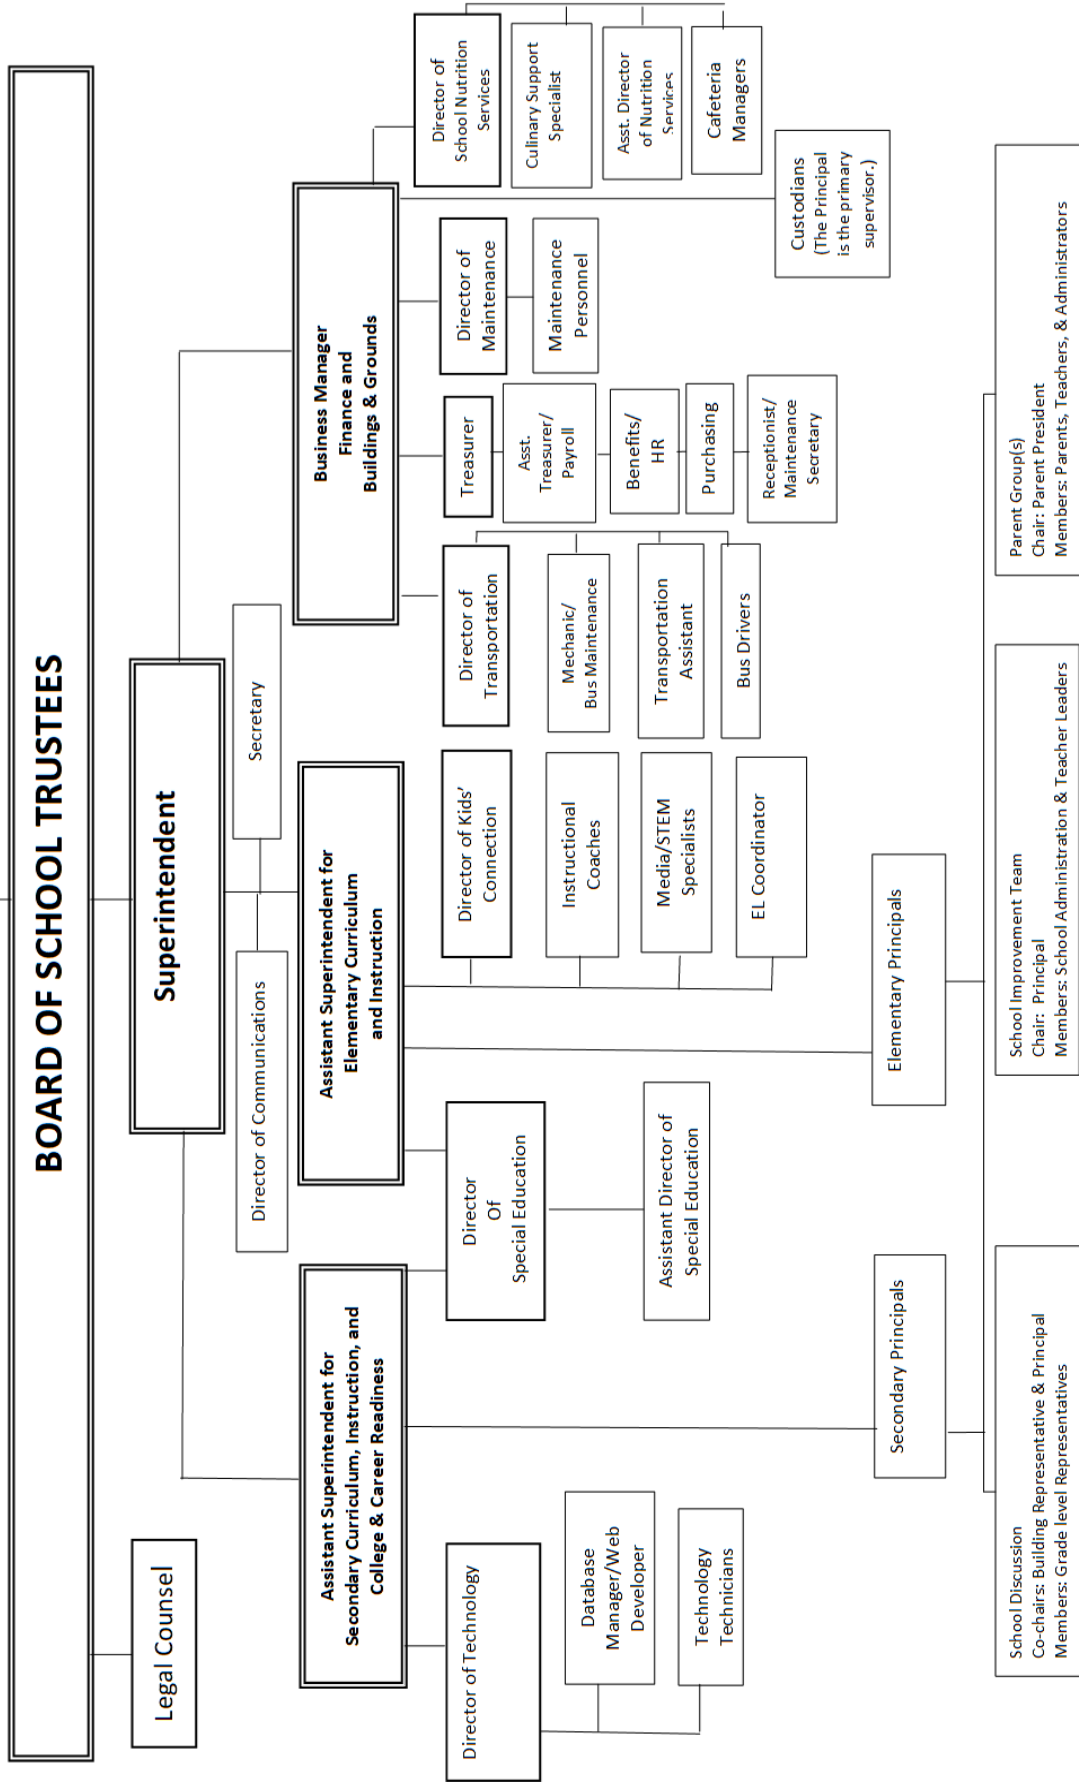 BOARD OF SCHOOL TRUSTEES
Legal Counsel
Superintendent
Director of Communications
Secretary
Assistant Superintendent for
Secondary Curriculum, Instruction, and
College & Career Readiness
Assistant Superintendent for
Elementary Curriculum
and Instruction
Business Manager
Finance and
Buildings & Grounds
Director of Technology
Database
Manager/Web
Developer
Technology
Technicians
Director
Of
Special Education
Assistant Director of
Special Education
Director of Kids'
Connection
Instructional
Coaches
Media/STEM
Specialists
EL Coordinator
Director of
Transportation
Mechanic/
Bus Maintenance
Transportation
Assistant
Bus Drivers
Treasurer
Asst.
Treasurer/
Payroll
Benefits/
HR
Purchasing
Receptionist/
Maintenance
Secretary
Director of
Maintenance
Maintenance
Personnel
Director of
School Nutrition
Services
Culinary Support
Specialist
Asst. Director
of Nutrition
Services
Cafeteria
Managers
Custodians
(The Principal
is the primary
supervisor.)
Secondary Principals
Elementary Principals
School Discussion
Co-chairs: Building Representative & Principal
Members: Grade level Representatives
School Improvement Team
Chair: Principal
Members: School Administration & Teacher Leaders
Parent Group(s)
Chair: Parent President
Members: Parents, Teachers, & Administrators